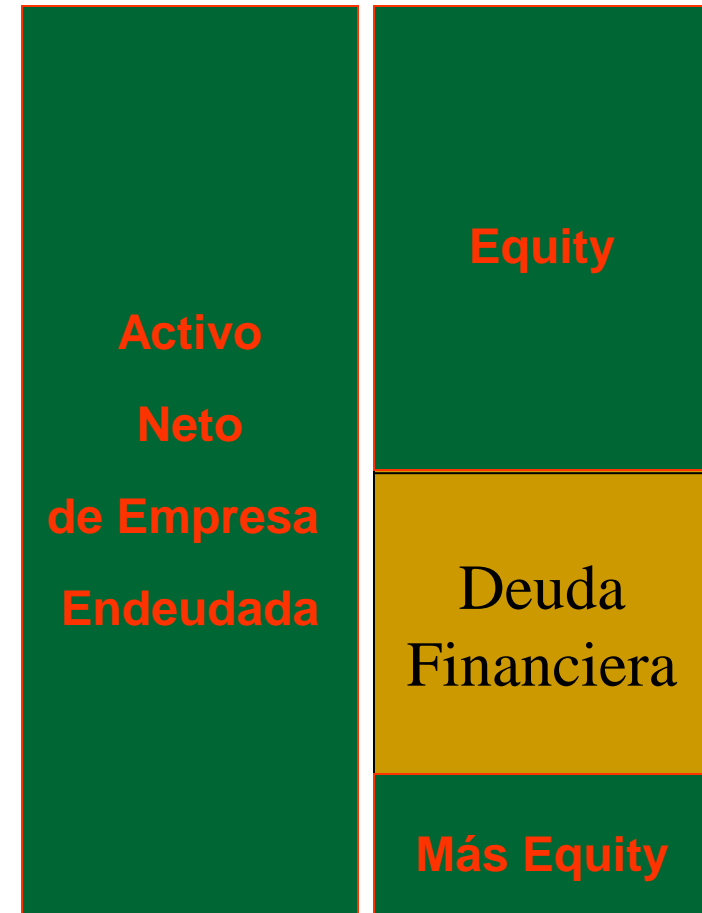 Activo
Neto
de Empresa
Endeudada
Equity
Deuda
Financiera
Más Equity